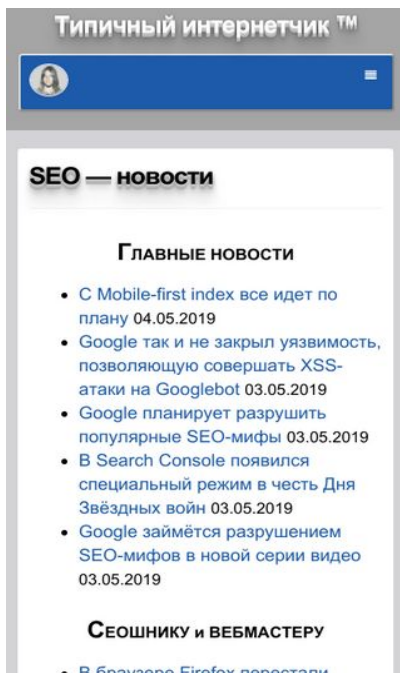 Типичный интернетчик ™
SEO — новости
Главные новости
С Mobile-first index все идет по
плану 04.05.2019
Google так и не закрыл уязвимость,
позволяющую совершать XSS-
атаки на Googlebot 03.05.2019
Google планирует разрушить
популярные SEO-мифы 03.05.2019
В Search Console появился
специальный режим в честь Дня
Звёздных войн 03.05.2019
Google займётся разрушением
SEO-мифов в новой серии видео
03.05.2019
Сеошнику и вебмастеру
В браузере Firefox перестали